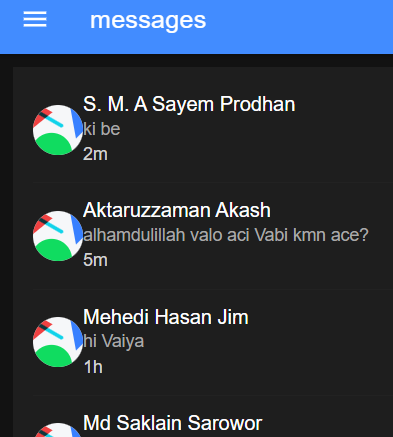 messages
S. M. A Sayem Prodhan
ki be
2m
Aktaruzzaman Akash
alhamdulillah valo aci Vabi kmn ace?
5m
Mehedi Hasan Jim
hi Vaiya
1h
Md Saklain Sarowor